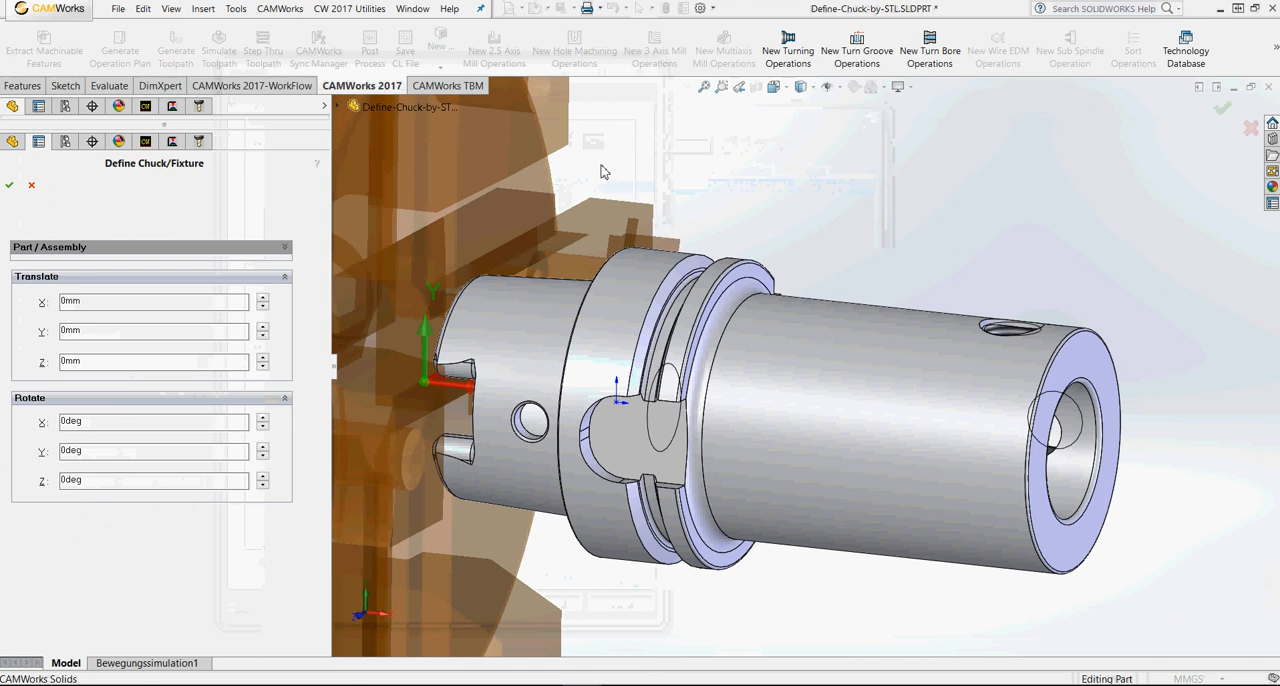 CAMWorks File Edit View Insert Tools CAMWorks CW 2017 Utilities Window Help Define-Chuck-by-STL.SLDPRT * ? Search SOLIDWORKS Help
Extract Machinable Features
Generate Operation Plan
Generate Toolpath
Simulate Toolpath
Step Thru Toolpath
CAMWorks Sync Manager
Post Process
Save CL File
New ...
New 2.5 Axis Mill Operations
New Hole Machining Operations
New 3 Axis Mill Operations
New Multiaxis Mill Operations
New Turning Operations
New Turn Groove Operations
New Turn Bore Operations
New Wire EDM Operations
New Sub Spindle Operations
Sort Operations
Technology Database
Features Sketch Evaluate DimXpert CAMWorks 2017-WorkFlow CAMWorks 2017 CAMWorks TBM
Define-Chuck-by-ST...
Define Chuck/Fixture ?
Part / Assembly
Translate
X: 0mm
Y: 0mm
Z: 0mm
Rotate
X: 0deg
Y: 0deg
Z: 0deg
Y
Model Bewegungssimulation1
CAMWorks Solids Editing Part MMGS